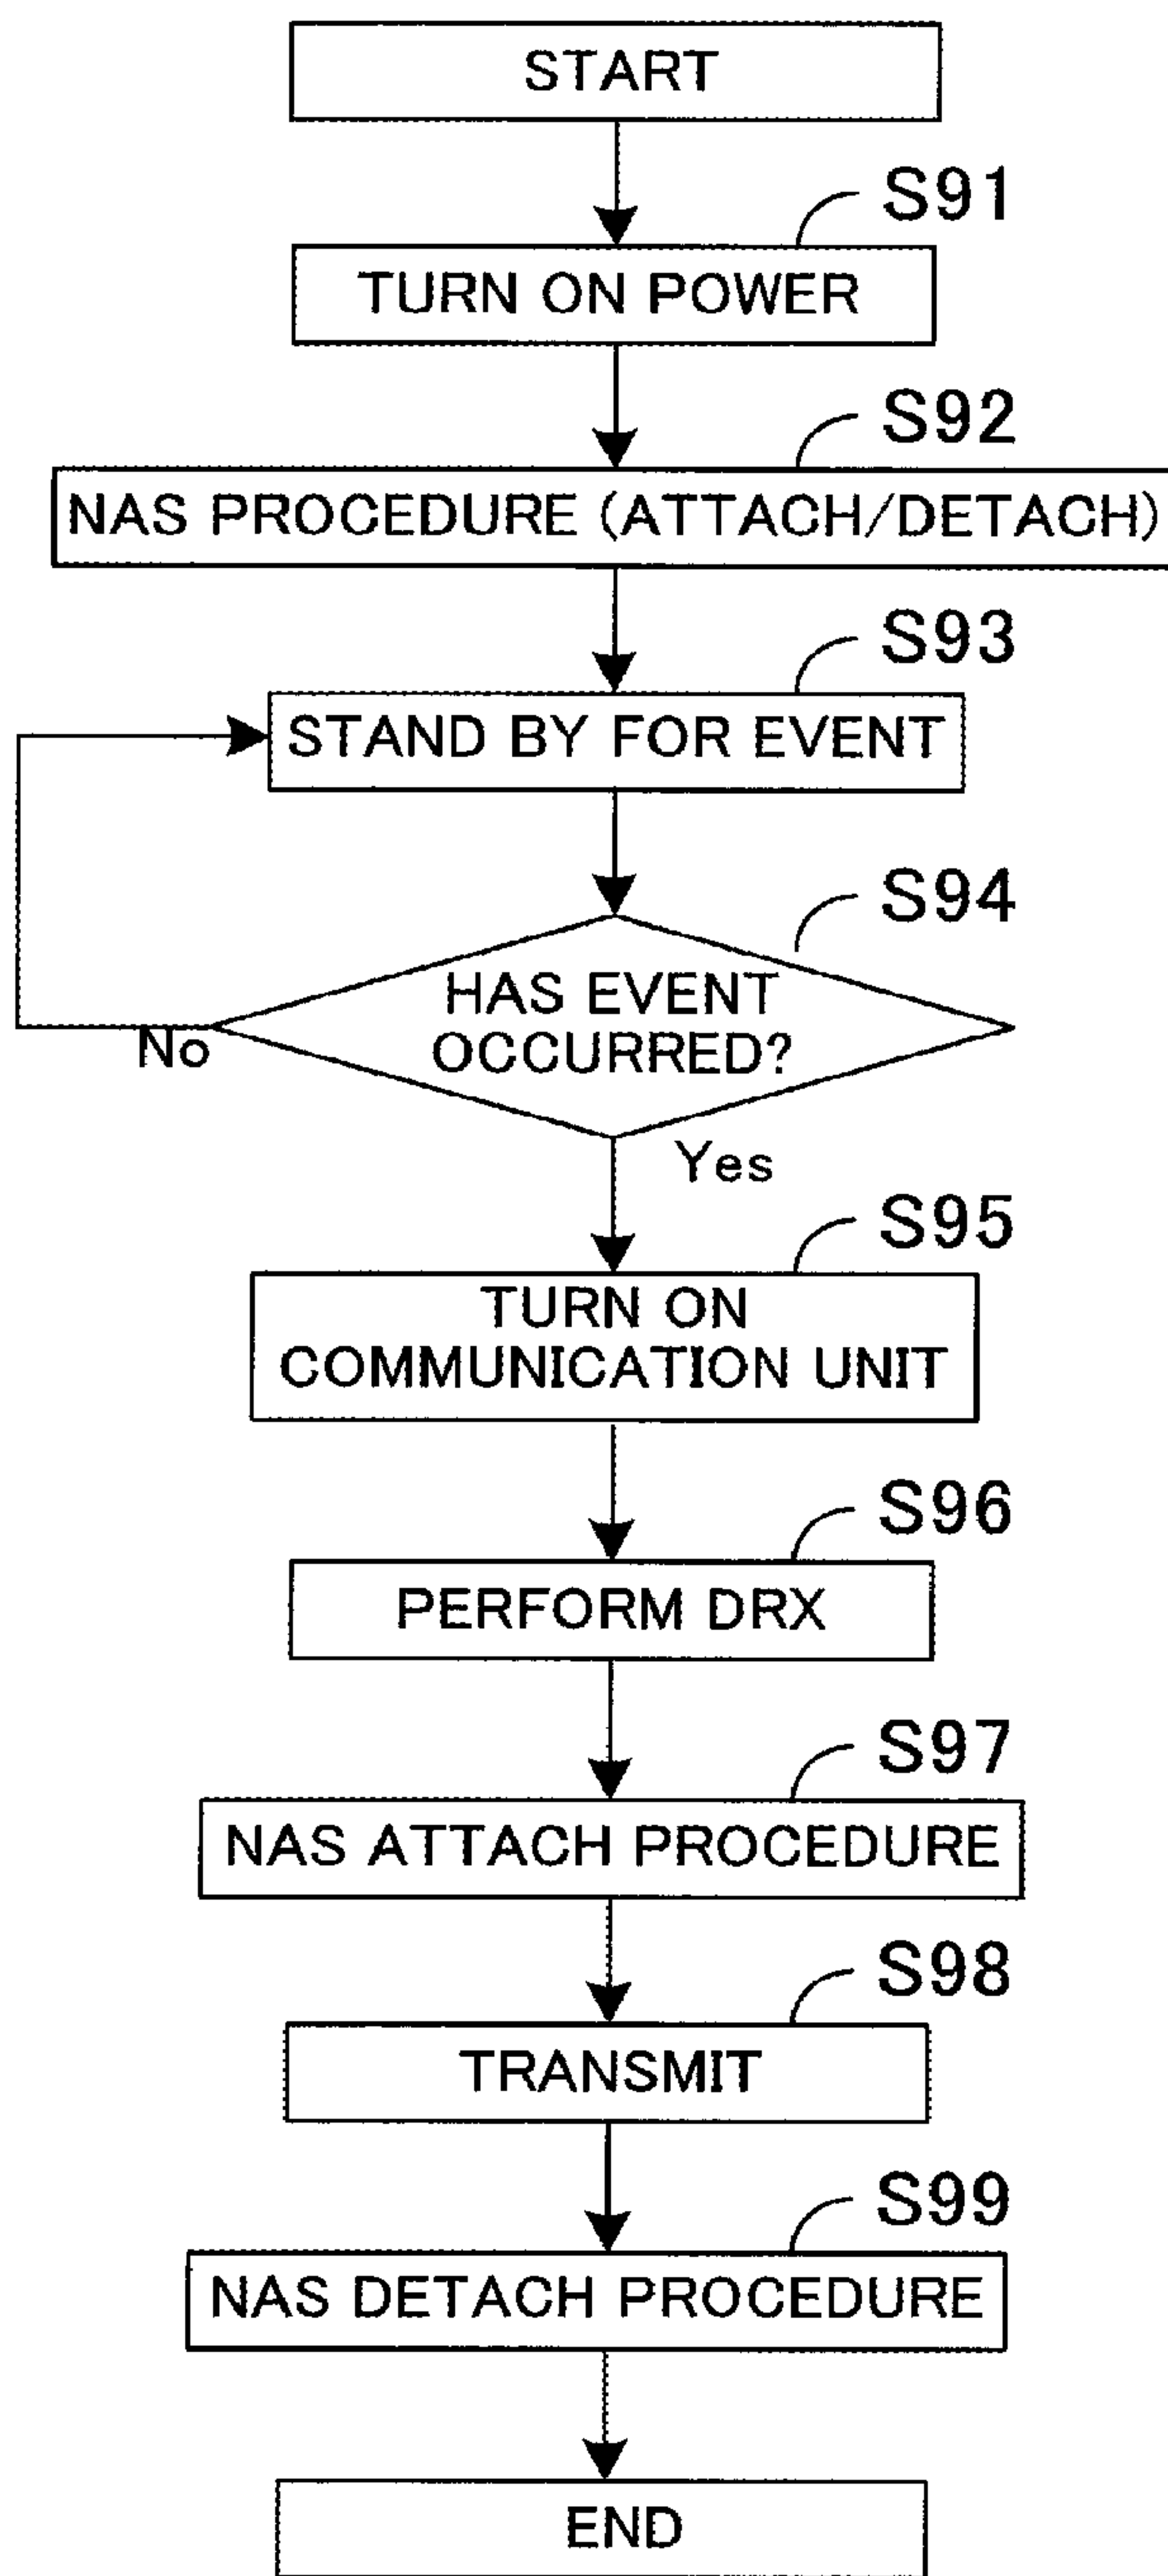 START
S91
TURN ON POWER
S92
NAS PROCEDURE (ATTACH/DETACH)
S93
STAND BY FOR EVENT
S94
HAS EVENT
OCCURRED?
No
Yes
S95
TURN ON
COMMUNICATION UNIT
S96
PERFORM DRX
S97
NAS ATTACH PROCEDURE
S98
TRANSMIT
S99
NAS DETACH PROCEDURE
END